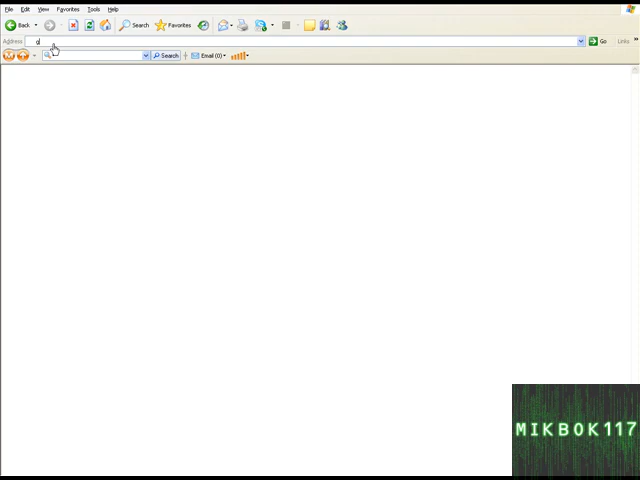 File Edit View Favorites Tools Help
Back Search Favorites
Address g Go Links »
Search Email (0)
MIKBOK117